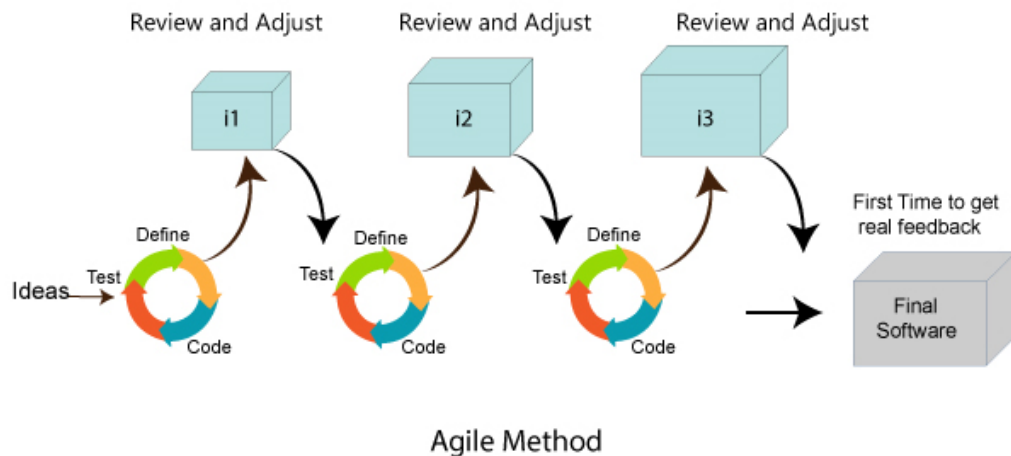 Review and Adjust
Review and Adjust
Review and Adjust
i1
i2
i3
First Time to get
real feedback
Define
Define
Define
Test
Test
Test
Ideas
Final
Software
Code
Code
Code
Agile Method